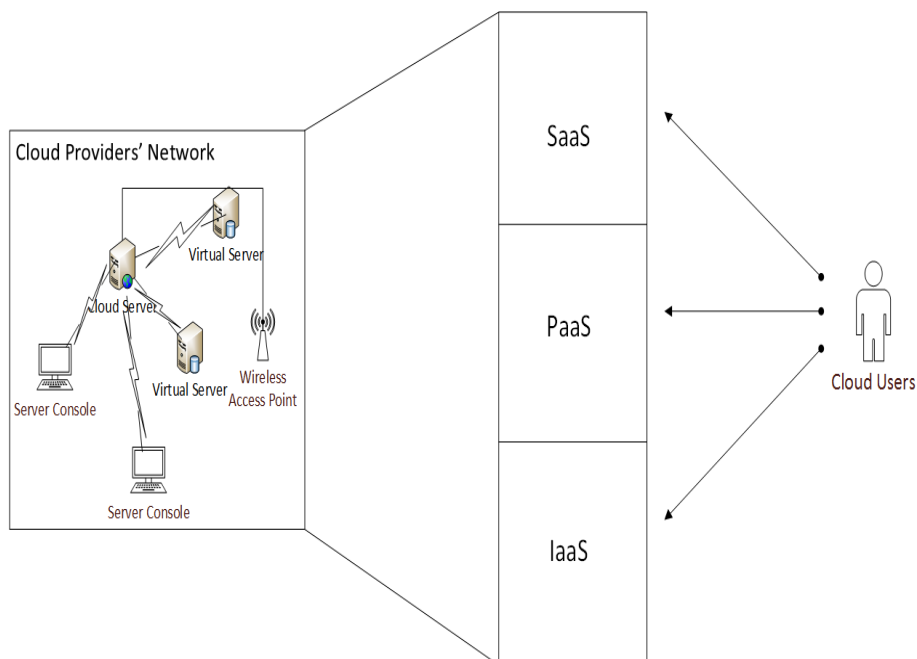 Cloud Providers' Network
Virtual Server
Cloud Server
Virtual Server
Wireless
Access Point
Server Console
Server Console
SaaS
PaaS
IaaS
Cloud Users